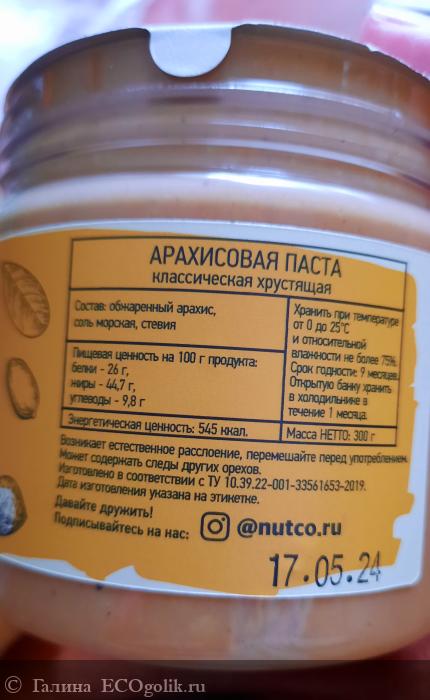 АРАХИСОВАЯ ПАСТА
классическая хрустящая
Состав: обжаренный арахис,
соль морская, стевия
Пищевая ценность на 100 г продукта:
белки - 26 г,
жиры - 44,7 г,
углеводы - 9,8 г
Энергетическая ценность: 545 ккал.
Хранить при температуре
от 0 до 25°С
и относительной
влажности не более 75%.
Срок годности: 9 месяцев.
Открытую банку хранить
в холодильнике в
течение 1 месяца.
Масса НЕТТО: 300 г
Возникает естественное расслоение, перемешайте перед употреблением.
Может содержать следы других орехов.
Изготовлено в соответствии с ТУ 10.39.22-001-33561653-2019.
Дата изготовления указана на этикетке.
Давайте дружить!
Подписывайтесь на нас: @nutco.ru
17.05.24
© Галина ECOgolik.ru